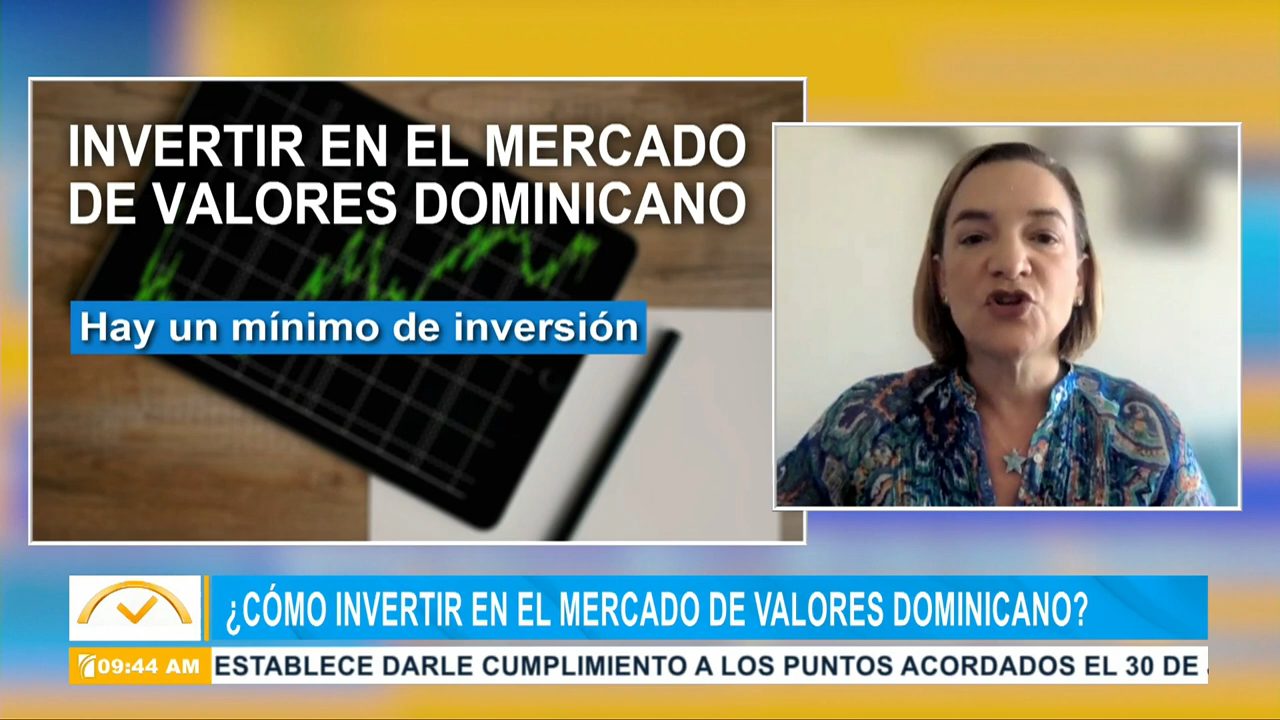 INVERTIR EN EL MERCADO
DE VALORES DOMINICANO
Hay un mínimo de inversión
¿CÓMO INVERTIR EN EL MERCADO DE VALORES DOMINICANO?
09:44 AM
ESTABLECE DARLE CUMPLIMIENTO A LOS PUNTOS ACORDADOS EL 30 DE